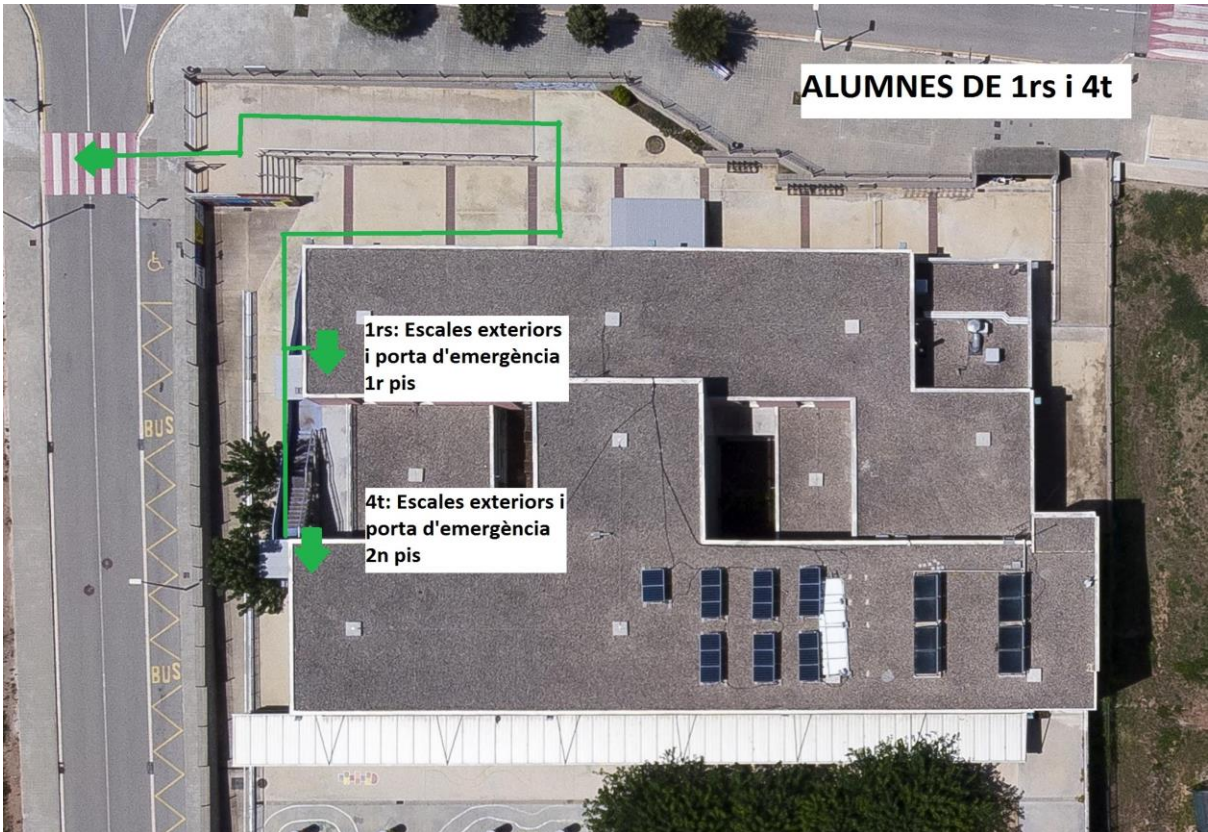 ALUMNES DE 1rs i 4t
1rs: Escales exteriors
i porta d'emergència
1r pis
BUS
4t: Escales exteriors i
porta d'emergència
2n pis
BUS